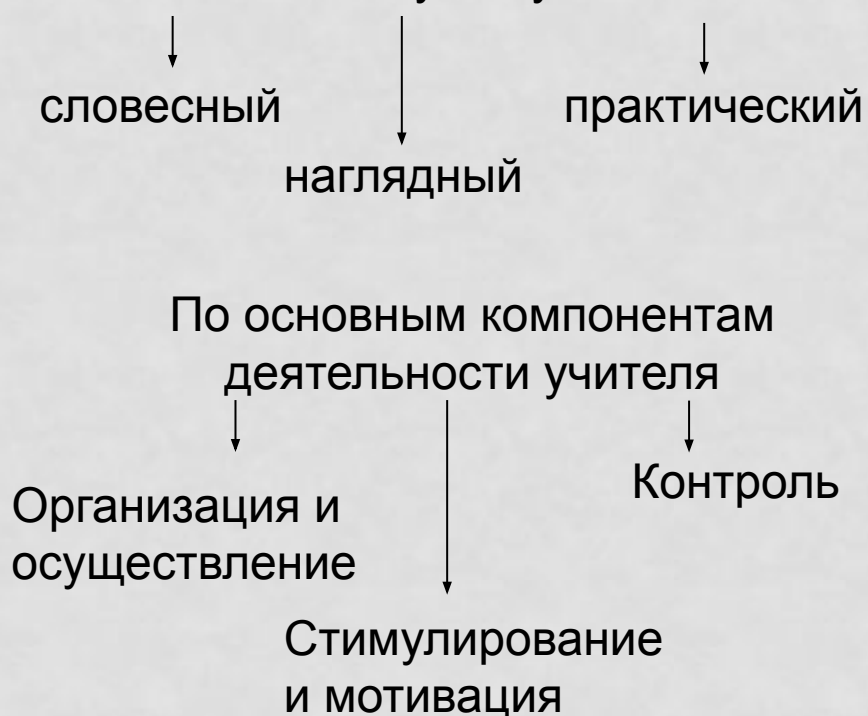 словесный
практический
наглядный
По основным компонентам
деятельности учителя
Организация и
осуществление
Контроль
Стимулирование
и мотивация